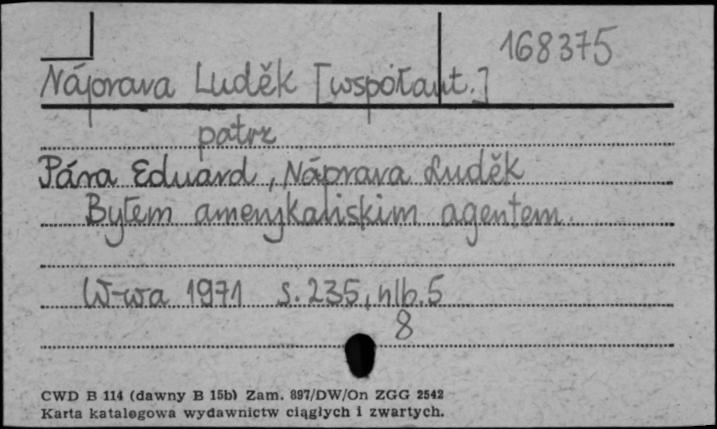 168375
Náprava Luděk [współaut.]
patrz
Pára Eduard, Náprava Luděk
Byłem amerykańskim agentem.
W-wa 1971 s. 235, nlb. 5
8
CWD B 114 (dawny B 15b) Zam. 897/DW/On ZGG 2542
Karta katalogowa wydawnictw ciągłych i zwartych.